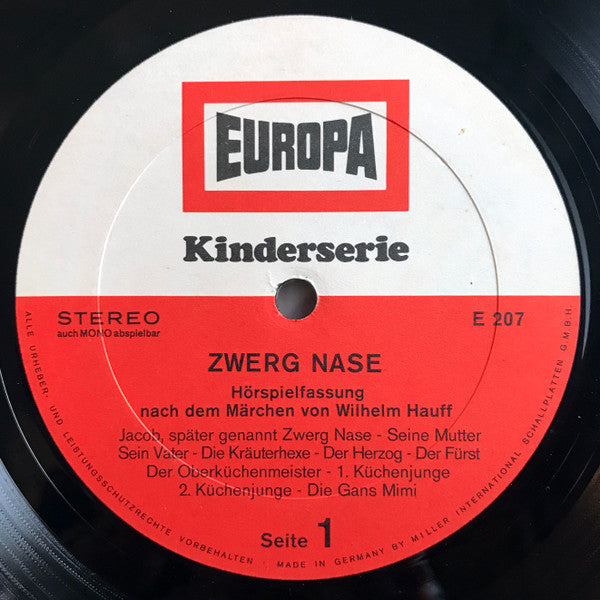 EUROPA
Kinderserie
STEREO
auch MONO abspielbar
E 207
ZWERG NASE
Hörspielfassung
nach dem Märchen von Wilhelm Hauff
Jacob, später genannt Zwerg Nase - Seine Mutter
Sein Vater - Die Kräuterhexe - Der Herzog - Der Fürst
Der Oberküchenmeister - 1. Küchenjunge
2. Küchenjunge - Die Gans Mimi
Seite 1
ALLE URHEBER- UND LEISTUNGSSCHUTZRECHTE VORBEHALTEN · MADE IN GERMANY BY MILLER INTERNATIONAL SCHALLPLATTEN G.M.B.H